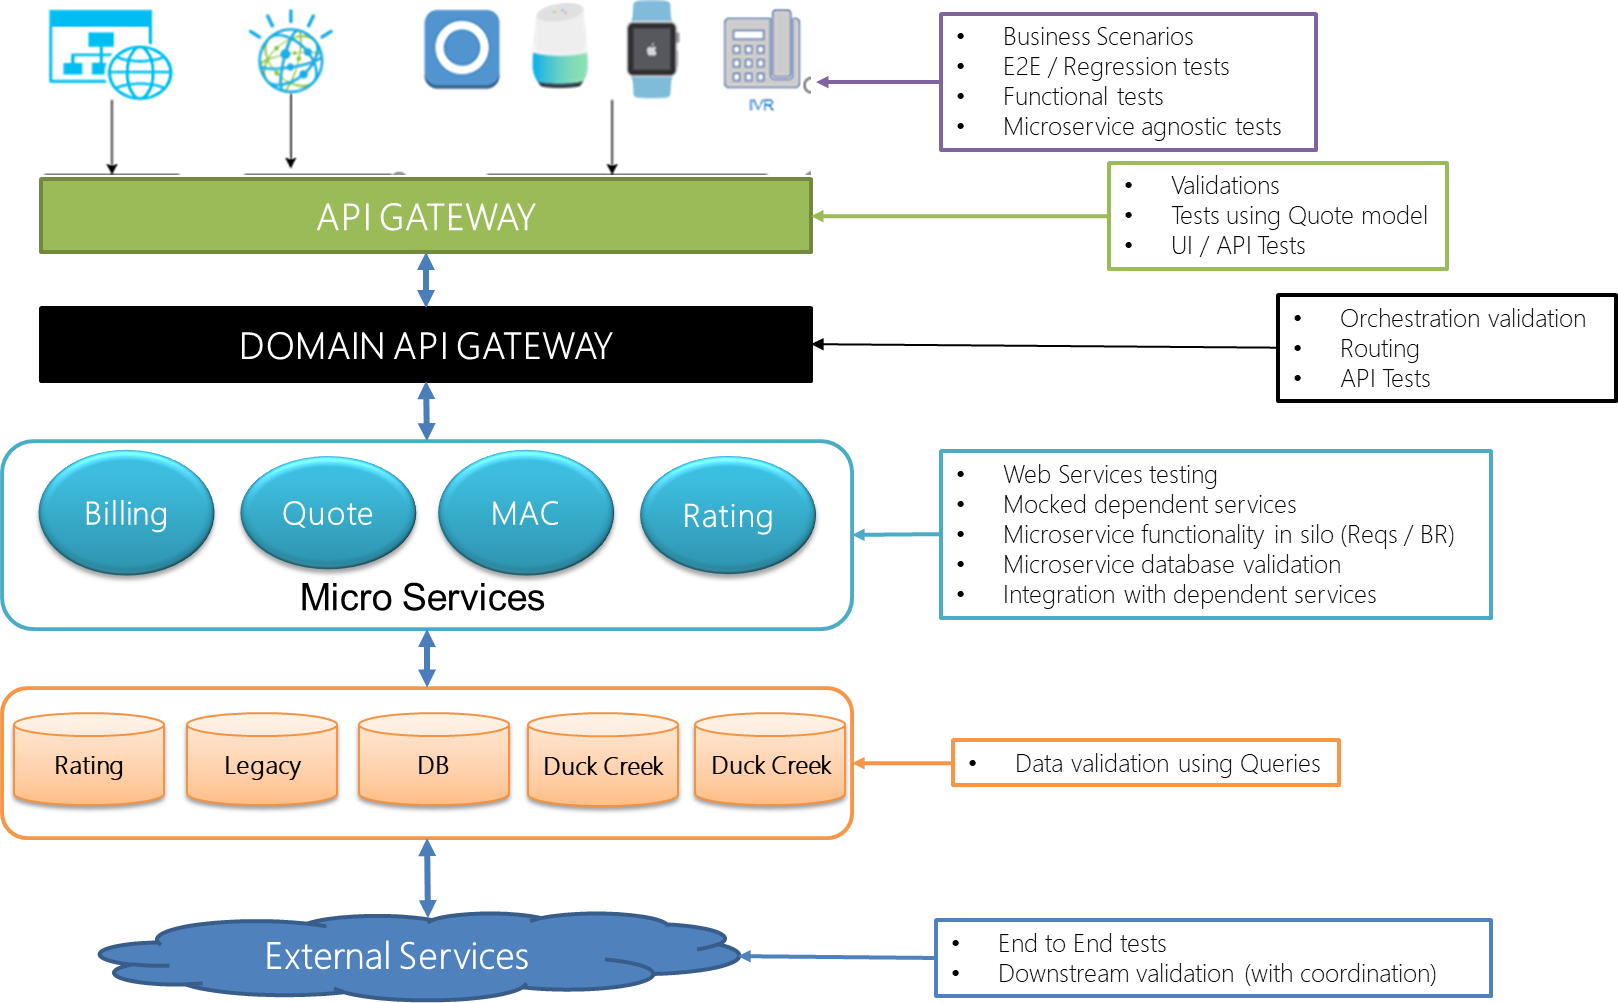 IVR
• Business Scenarios
• E2E / Regression tests
• Functional tests
• Microservice agnostic tests
API GATEWAY
• Validations
• Tests using Quote model
• UI / API Tests
DOMAIN API GATEWAY
• Orchestration validation
• Routing
• API Tests
Billing
Quote
MAC
Rating
Micro Services
• Web Services testing
• Mocked dependent services
• Microservice functionality in silo (Reqs / BR)
• Microservice database validation
• Integration with dependent services
Rating
Legacy
DB
Duck Creek
Duck Creek
• Data validation using Queries
External Services
• End to End tests
• Downstream validation (with coordination)